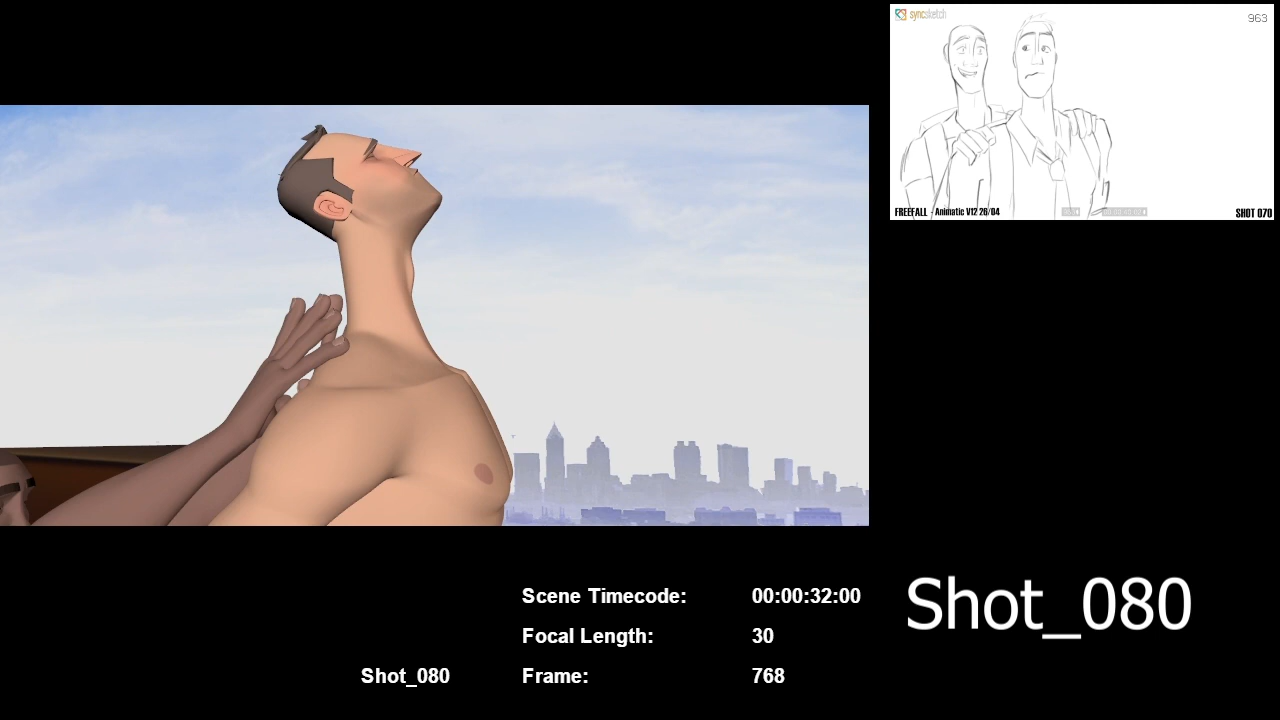 syncsketch
963
FREEFALL - Animatic V12 26/04
SHOT 070
Scene Timecode: 00:00:32:00
Focal Length: 30
Shot_080
Shot_080 Frame: 768